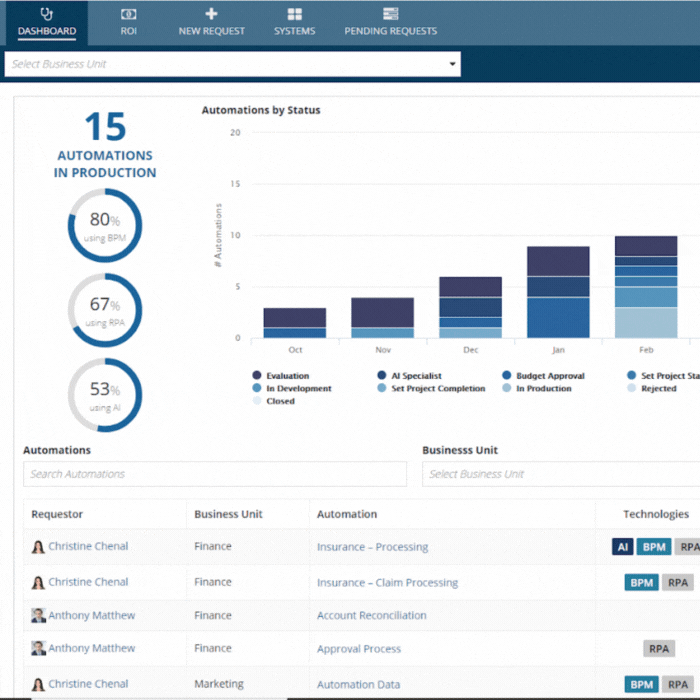 DASHBOARD
ROI
NEW REQUEST
SYSTEMS
PENDING REQUESTS
Select Business Unit
15
AUTOMATIONS
IN PRODUCTION
80%
using BPM
67%
using RPA
53%
using AI
Automations by Status
# Automations
20
15
10
5
0
Oct
Nov
Dec
Jan
Feb
Evaluation
AI Specialist
Budget Approval
Set Project Sta
In Development
Set Project Completion
In Production
Rejected
Closed
Automations
Search Automations
Businesss Unit
Select Business Unit
Requestor
Business Unit
Automation
Technologies
Christine Chenal
Finance
Insurance – Processing
AI
BPM
RPA
Christine Chenal
Finance
Insurance – Claim Processing
BPM
RPA
Anthony Matthew
Finance
Account Reconciliation
Anthony Matthew
Finance
Approval Process
RPA
Christine Chenal
Marketing
Automation Data
BPM
RPA